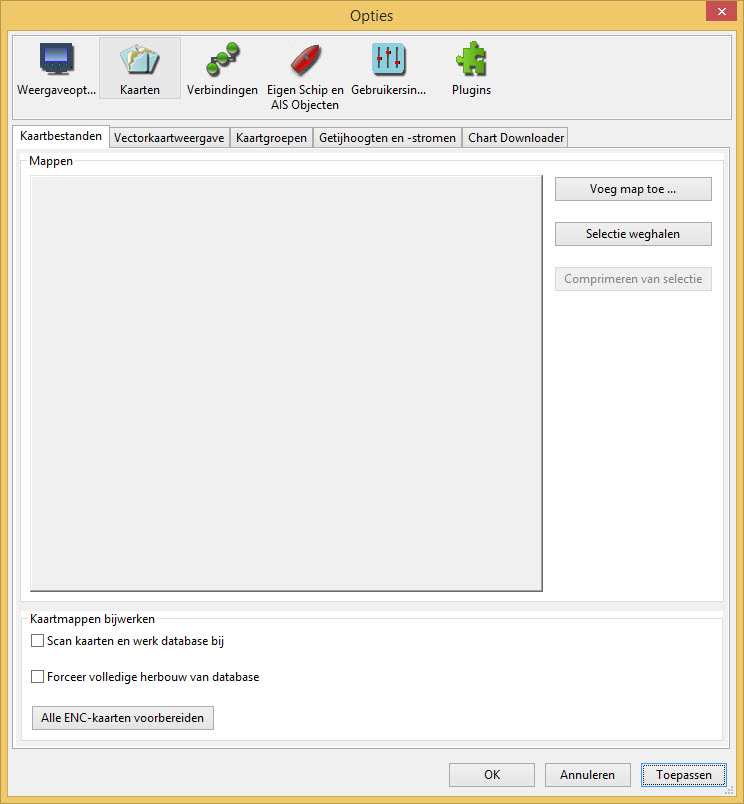 Opties
Weergaveopt...
Kaarten
Verbindingen
Eigen Schip en
AIS Objecten
Gebruikersin...
Plugins
Kaartbestanden
Vectorkaartweergave
Kaartgroepen
Getijhoogten en -stromen
Chart Downloader
Mappen
Voeg map toe ...
Selectie weghalen
Comprimeren van selectie
Kaartmappen bijwerken
Scan kaarten en werk database bij
Forceer volledige herbouw van database
Alle ENC-kaarten voorbereiden
OK
Annuleren
Toepassen